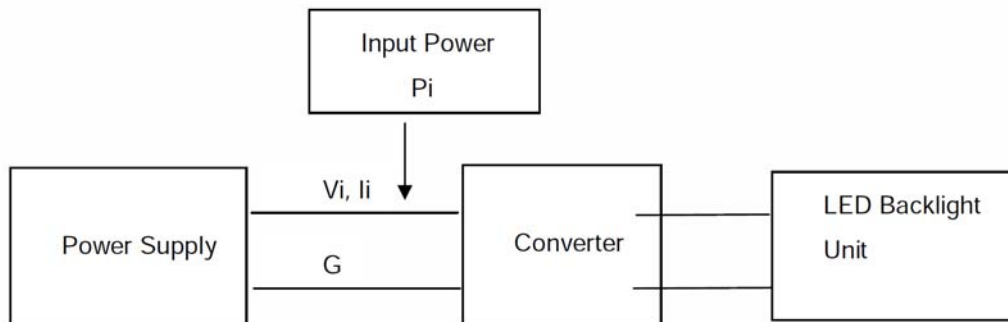 Input Power
Pi
Vi, Ii
Power Supply
G
Converter
LED Backlight
Unit